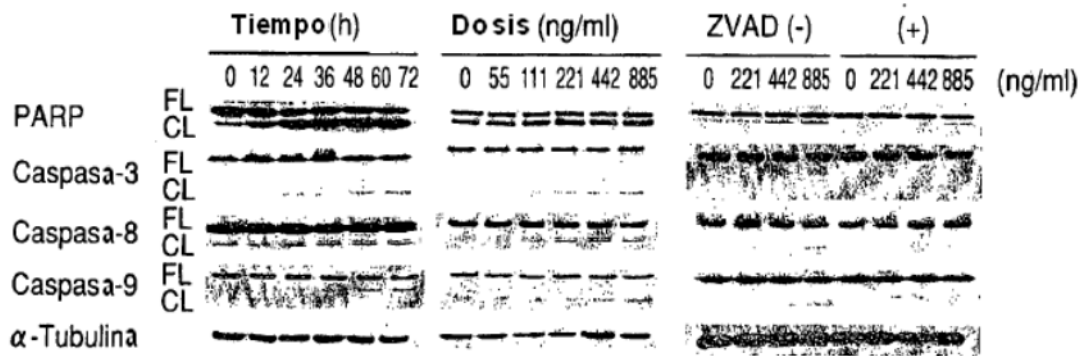 Tiempo (h) Dosis (ng/ml) ZVAD (-) (+)
0 12 24 36 48 60 72 0 55 111 221 442 885 0 221 442 885 0 221 442 885 (ng/ml)
PARP FL
CL
Caspasa-3 FL
CL
Caspasa-8 FL
CL
Caspasa-9 FL
CL
α-Tubulina